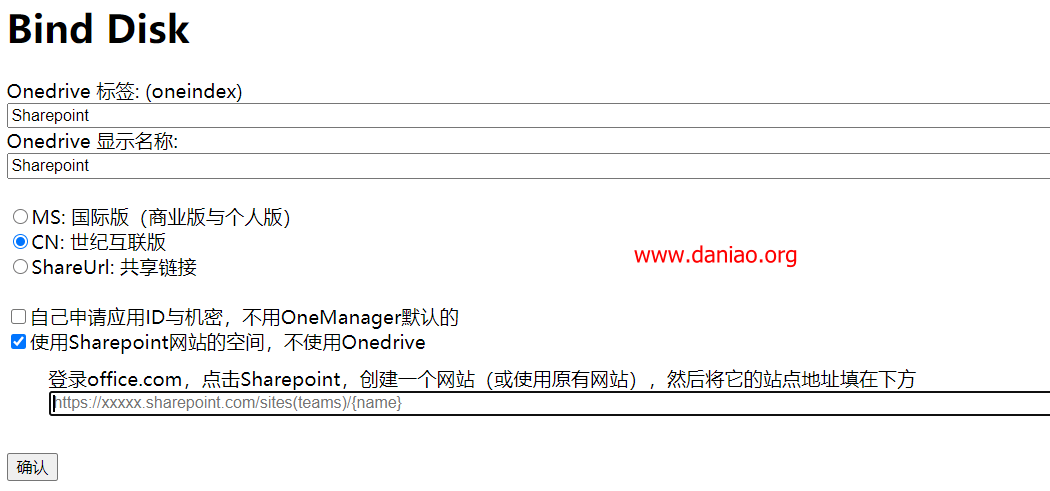 Bind Disk
Onedrive 标签: (oneindex)
Sharepoint
Onedrive 显示名称:
Sharepoint
MS: 国际版（商业版与个人版）
CN: 世纪互联版
www.daniao.org
ShareUrl: 共享链接
自己申请应用ID与机密，不用OneManager默认的
使用Sharepoint网站的空间，不使用Onedrive
登录office.com，点击Sharepoint，创建一个网站（或使用原有网站），然后将它的站点地址填在下方
https://xxxxx.sharepoint.com/sites(teams)/{name}
确认